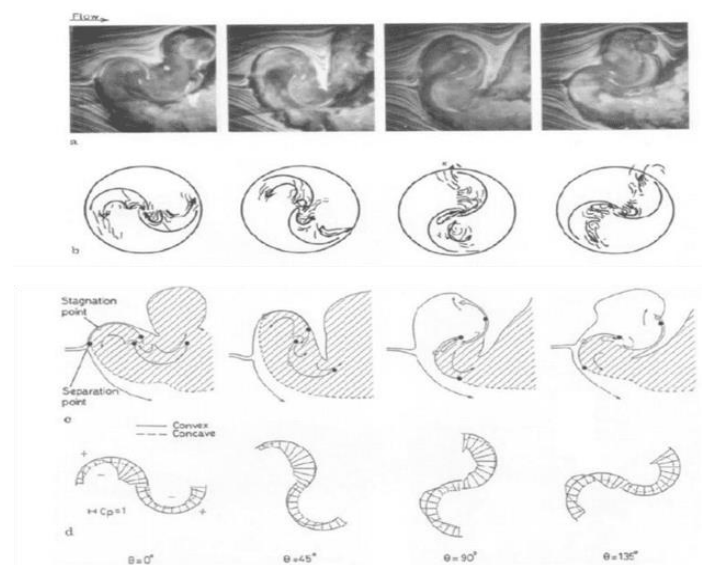 Flow
a
b
Stagnation
point
Separation
point
c
Convex
Concave
+
-
-
+
Cp=1
d
θ=0°
θ=45°
θ=90°
θ=135°